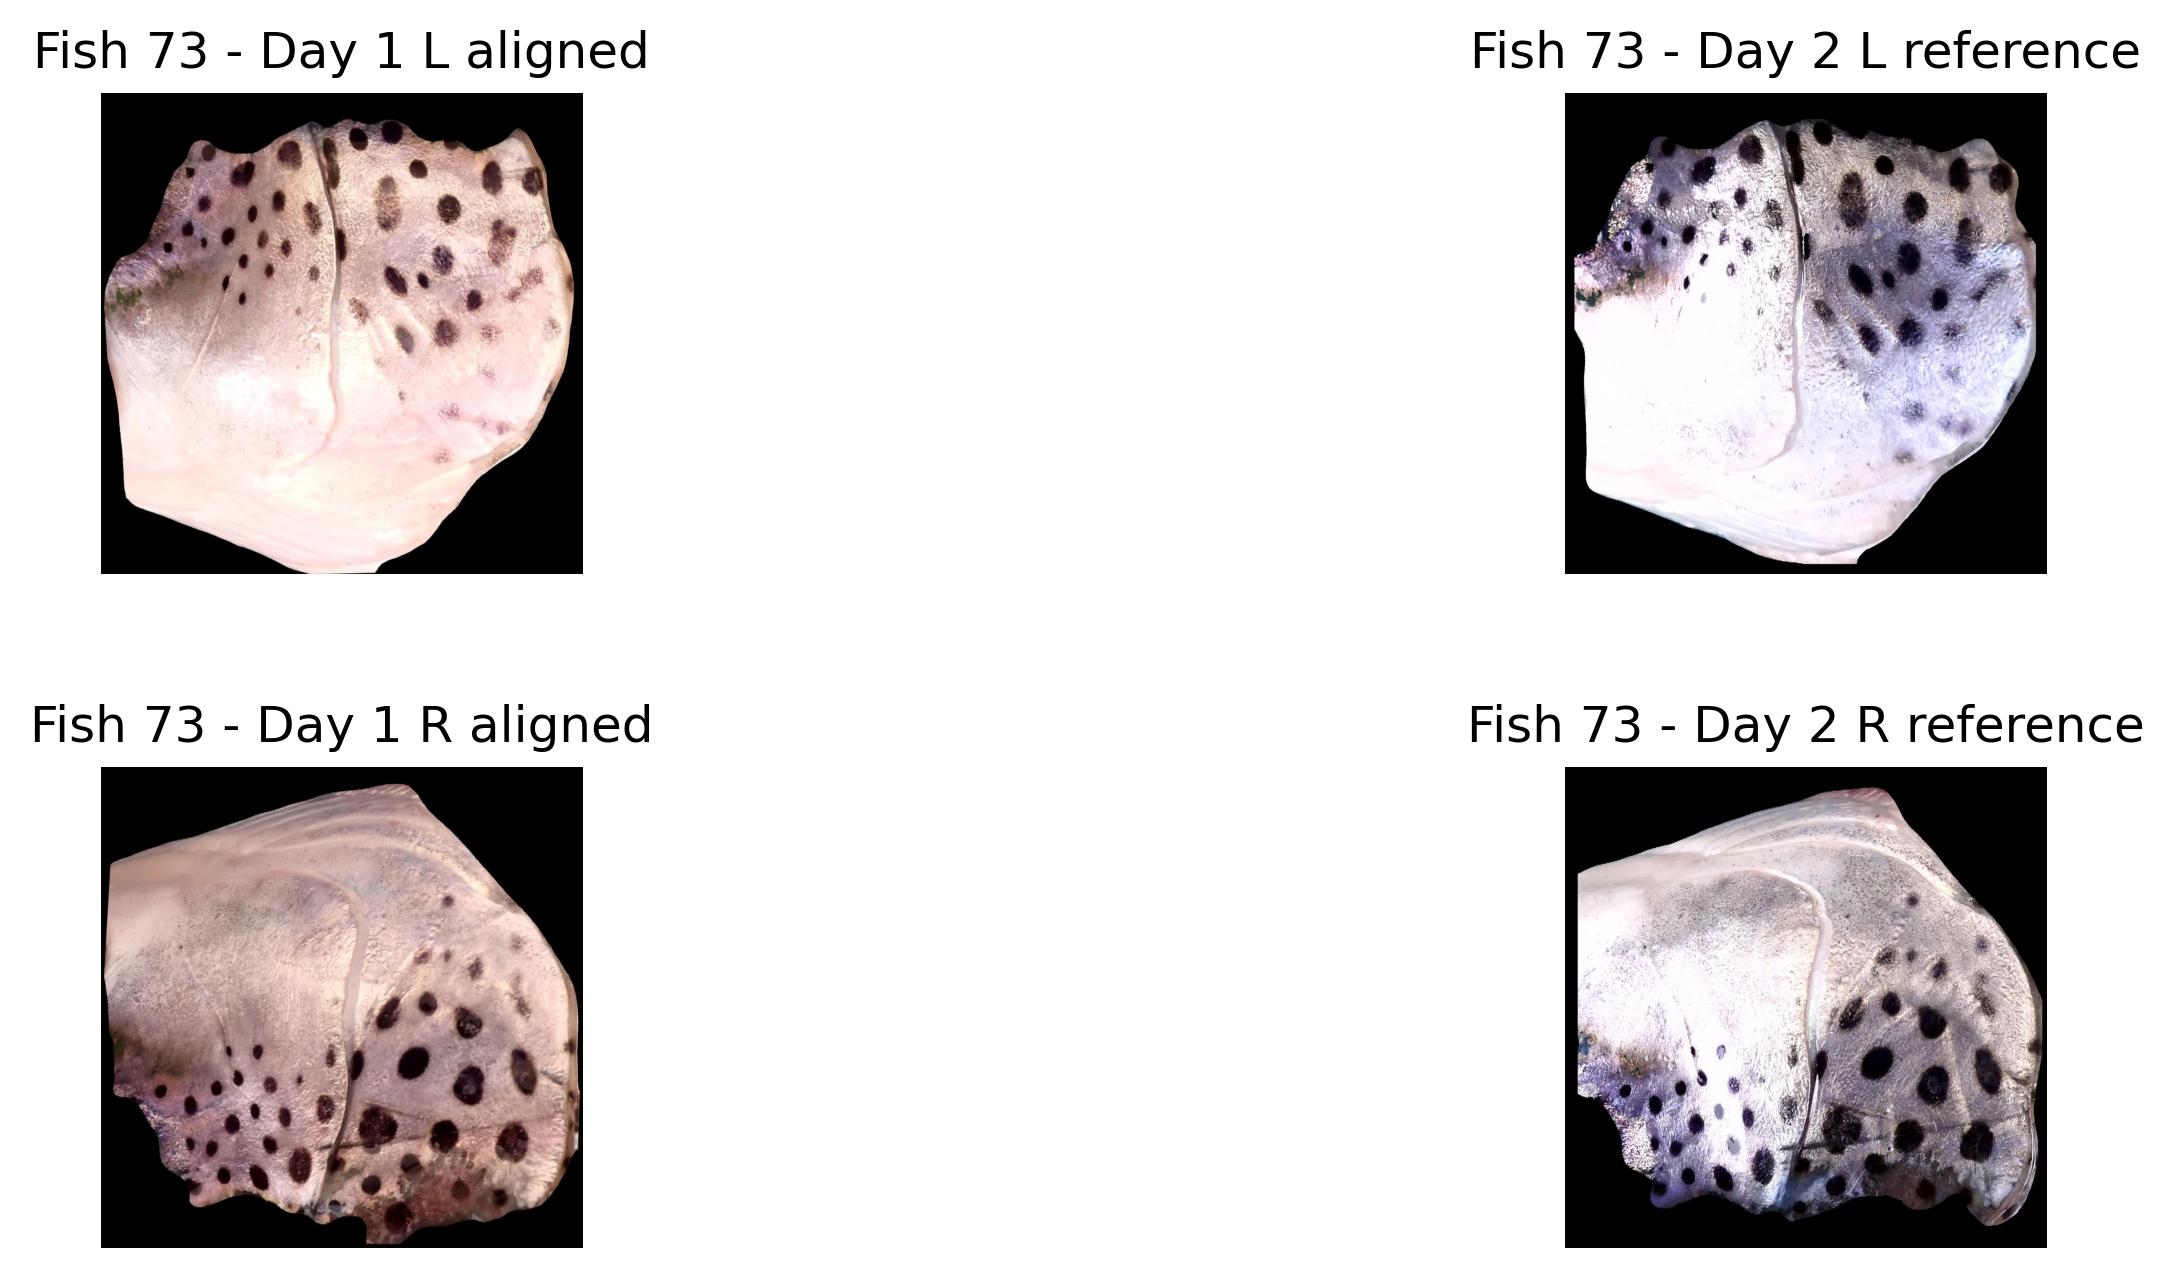 Fish 73 - Day 1 L aligned
Fish 73 - Day 2 L reference
Fish 73 - Day 1 R aligned
Fish 73 - Day 2 R reference